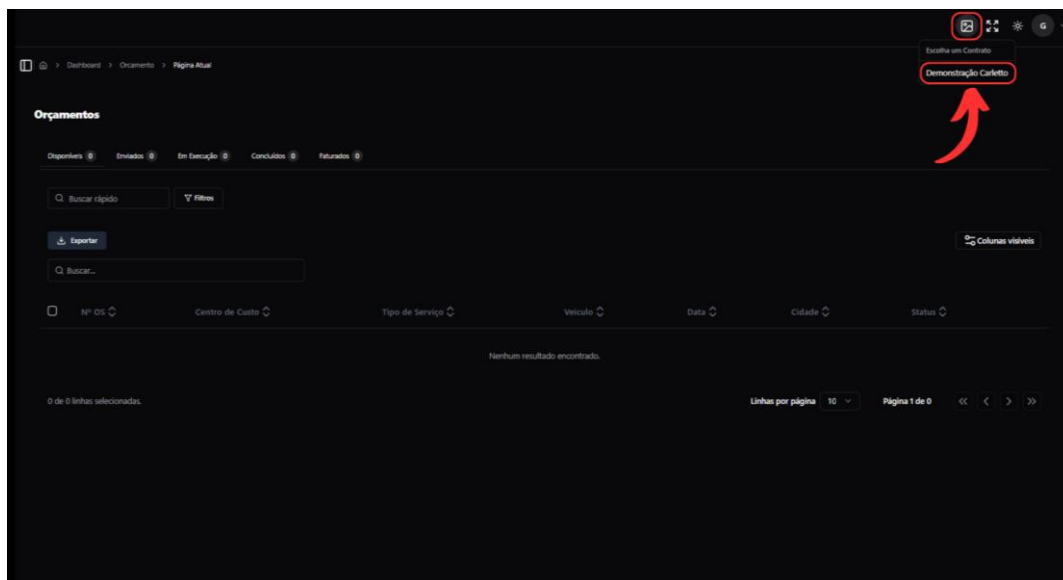 G
Escolha um Contrato
Dashboard > Orcamento > Página Atual
Demonstração Carletto
Orçamentos
Disponíveis 0 Enviados 0 Em Execução 0 Concluídos 0 Faturados 0
Buscar rápido Filtros
Exportar Colunas visíveis
Buscar...
Nº OS Centro de Custo Tipo de Serviço Veículo Data Cidade Status
Nenhum resultado encontrado.
0 de 0 linhas selecionadas. Linhas por página 10 Página 1 de 0